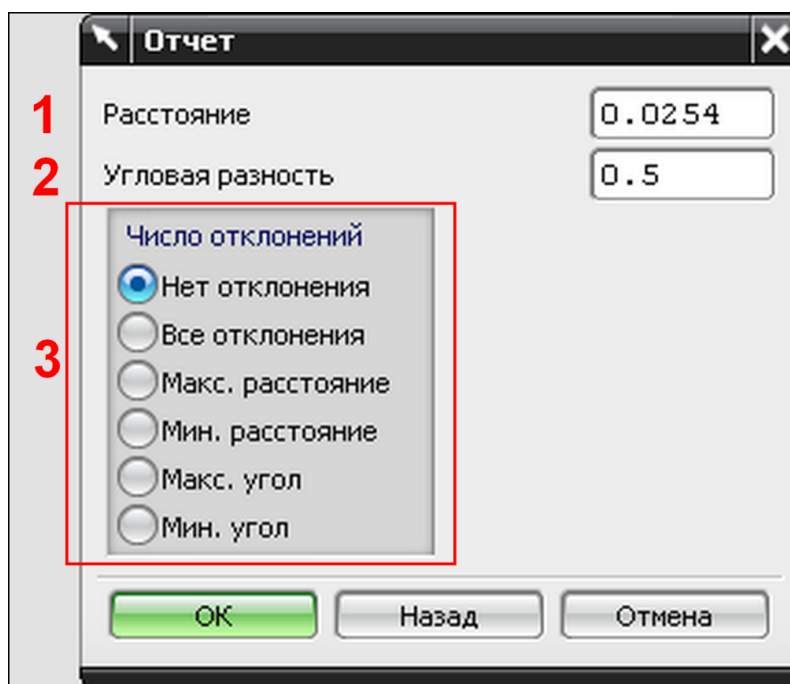 Отчет
1 Расстояние 0.0254
2 Угловая разность 0.5
Число отклонений
Нет отклонения
Все отклонения
3 Макс. расстояние
Мин. расстояние
Макс. угол
Мин. угол
OK Назад Отмена